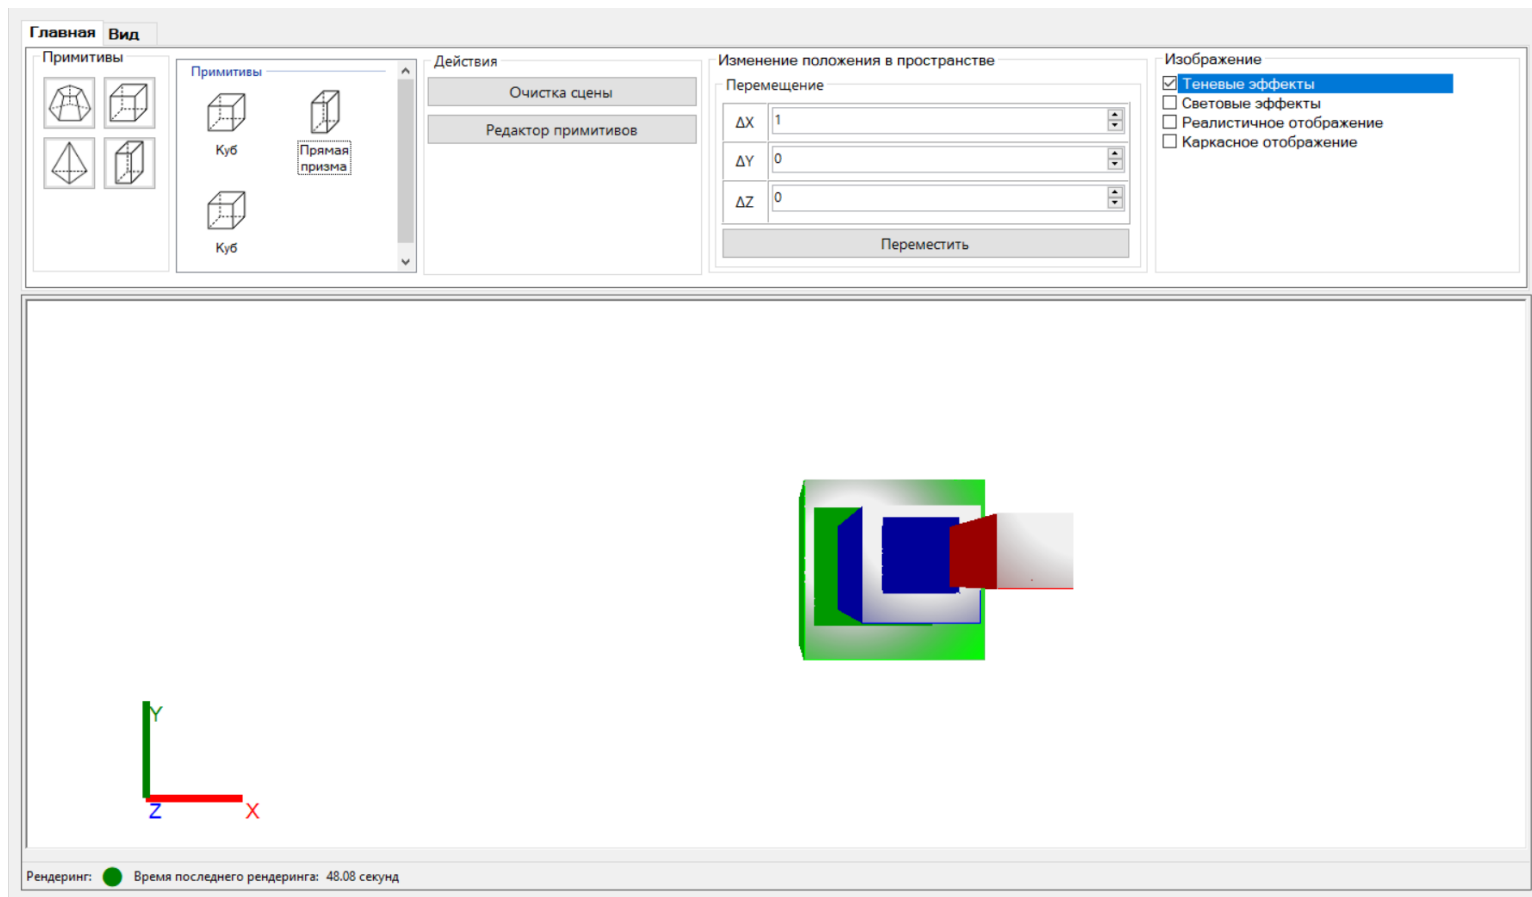 Главная Вид
Примитивы
Примитивы
Куб
Прямая
призма
Куб
Действия
Очистка сцены
Редактор примитивов
Изменение положения в пространстве
Перемещение
ΔX 1
ΔY 0
ΔZ 0
Переместить
Изображение
Теневые эффекты
Световые эффекты
Реалистичное отображение
Каркасное отображение
Y
Z X
Рендеринг: Время последнего рендеринга: 48.08 секунд